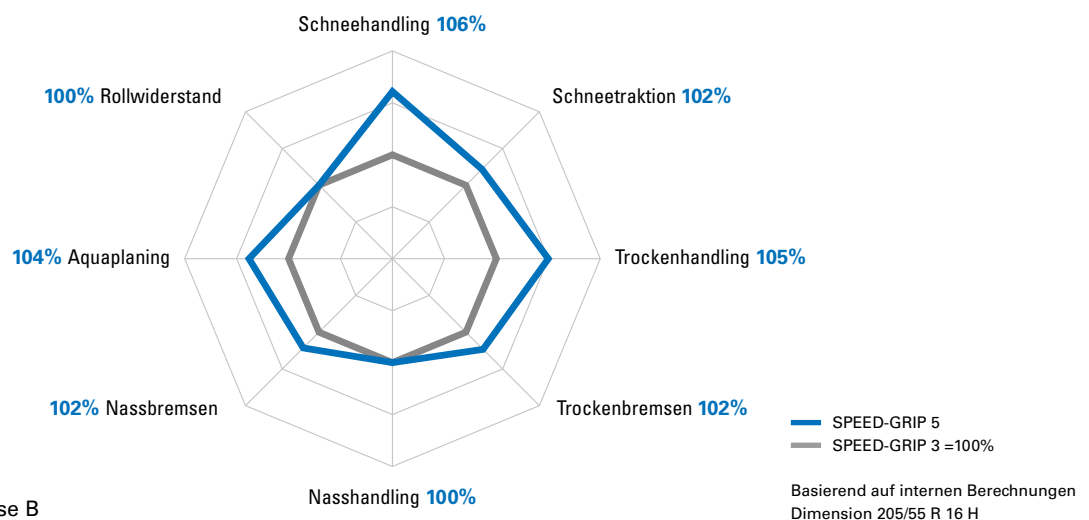 Schneehandling 106%
100% Rollwiderstand
Schneetraktion 102%
104% Aquaplaning
Trockenhandling 105%
102% Nassbremsen
Trockenbremsen 102%
Nasshandling 100%
SPEED-GRIP 5
SPEED-GRIP 3 =100%
Basierend auf internen Berechnungen
Dimension 205/55 R 16 H
se B